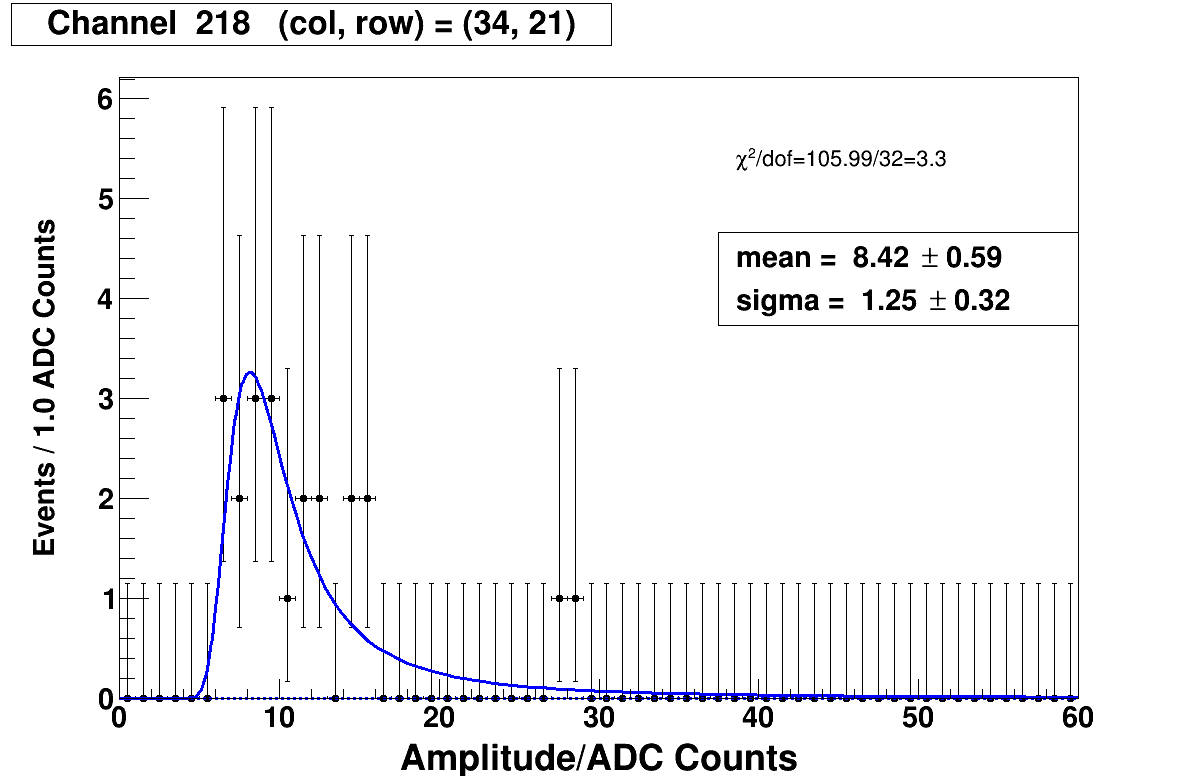 Channel  218   (col, row) = (34, 21)
χ²/dof=105.99/32=3.3
mean =  8.42 ± 0.59
sigma =  1.25 ± 0.32
Events / 1.0 ADC Counts
6
5
4
3
2
1
0
0 10 20 30 40 50 60
Amplitude/ADC Counts